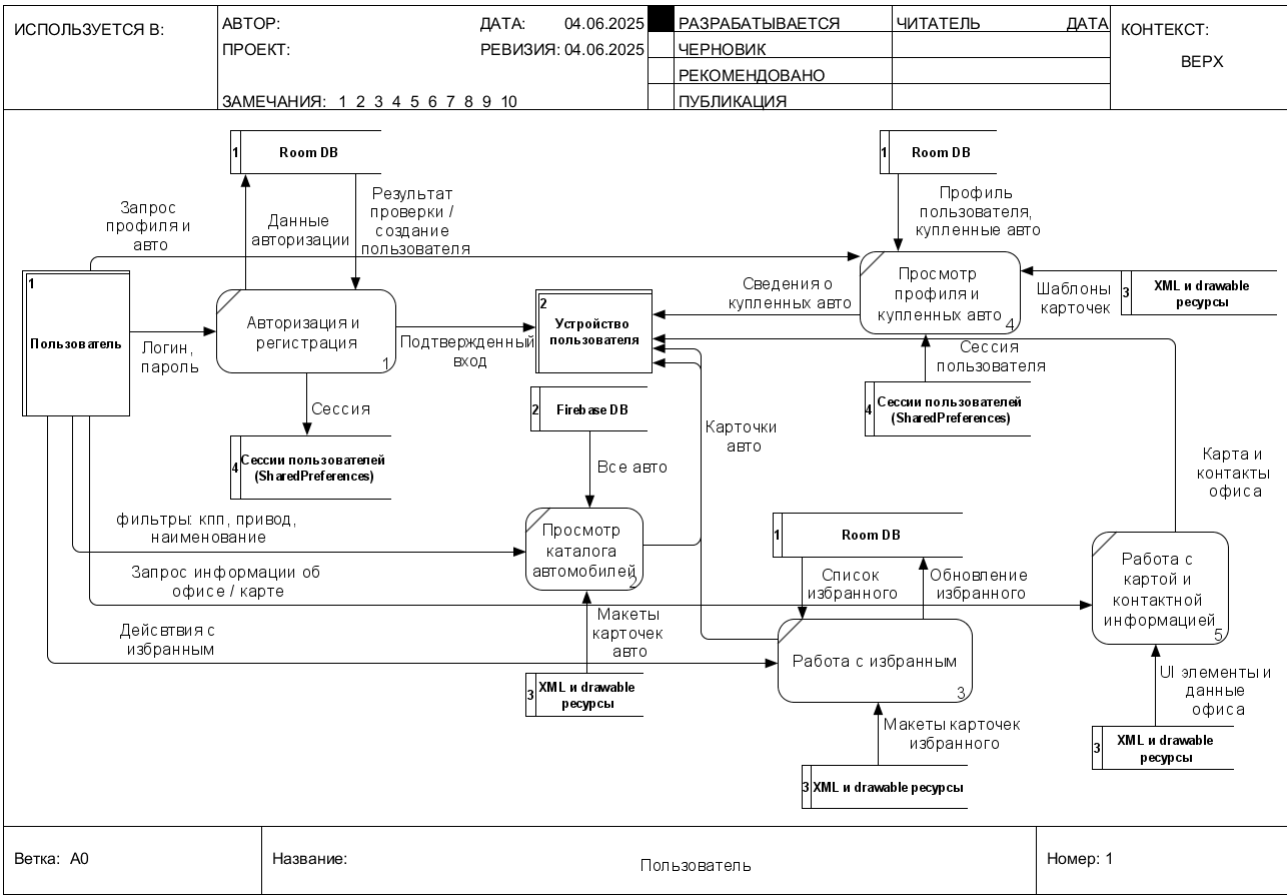 ИСПОЛЬЗУЕТСЯ В:
АВТОР:
ДАТА: 04.06.2025
ПРОЕКТ:
РЕВИЗИЯ: 04.06.2025
ЗАМЕЧАНИЯ: 1 2 3 4 5 6 7 8 9 10
РАЗРАБАТЫВАЕТСЯ
ЧЕРНОВИК
РЕКОМЕНДОВАНО
ПУБЛИКАЦИЯ
ЧИТАТЕЛЬ
ДАТА
КОНТЕКСТ:
ВЕРХ
1
Room DB
1
Room DB
Запрос
профиля и
авто
Данные
авторизации
Результат
проверки /
создание
пользователя
Профиль
пользователя,
купленные авто
1
Пользователь
Логин,
пароль
Авторизация и
регистрация
1
Подтвержденный
вход
2
Устройство
пользователя
Сведения о
купленных авто
Просмотр
профиля и
купленных авто
4
Шаблоны
карточек
3
XML и drawable
ресурсы
Сессия
пользователя
Сессия
4
Сессии пользователей
(SharedPreferences)
2
Firebase DB
Карточки
авто
4
Сессии пользователей
(SharedPreferences)
Все авто
Карта и
контакты
офиса
фильтры: кпп, привод,
наименование
Просмотр
каталога
автомобилей
2
1
Room DB
Запрос информации об
офисе / карте
Список
избранного
Обновление
избранного
Работа с
картой и
контактной
информацией
5
Дейсвтвия с
избранным
Макеты
карточек
авто
Работа с избранным
3
3
XML и drawable
ресурсы
UI элементы и
данные
офиса
Макеты карточек
избранного
3
XML и drawable
ресурсы
3
XML и drawable ресурсы
Ветка: A0
Название:
Пользователь
Номер: 1